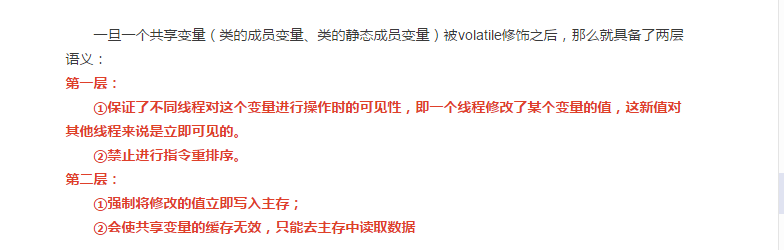 一旦一个共享变量（类的成员变量、类的静态成员变量）被volatile修饰之后，那么就具备了两层
语义：
第一层：
①保证了不同线程对这个变量进行操作时的可见性，即一个线程修改了某个变量的值，这新值对
其他线程来说是立即可见的。
②禁止进行指令重排序。
第二层：
①强制将修改的值立即写入主存；
②会使共享变量的缓存无效，只能去主存中读取数据